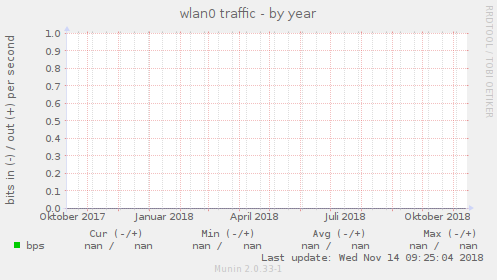 wlan0 traffic - by year
RRDTOOL / TOBI OETIKER
bits in (-) / out (+) per second
1.0
0.9
0.8
0.7
0.6
0.5
0.4
0.3
0.2
0.1
0.0
Oktober 2017 Januar 2018 April 2018 Juli 2018 Oktober 2018
Cur (-/+) Min (-/+) Avg (-/+) Max (-/+)
bps nan / nan nan / nan nan / nan nan / nan
Last update: Wed Nov 14 09:25:04 2018
Munin 2.0.33-1